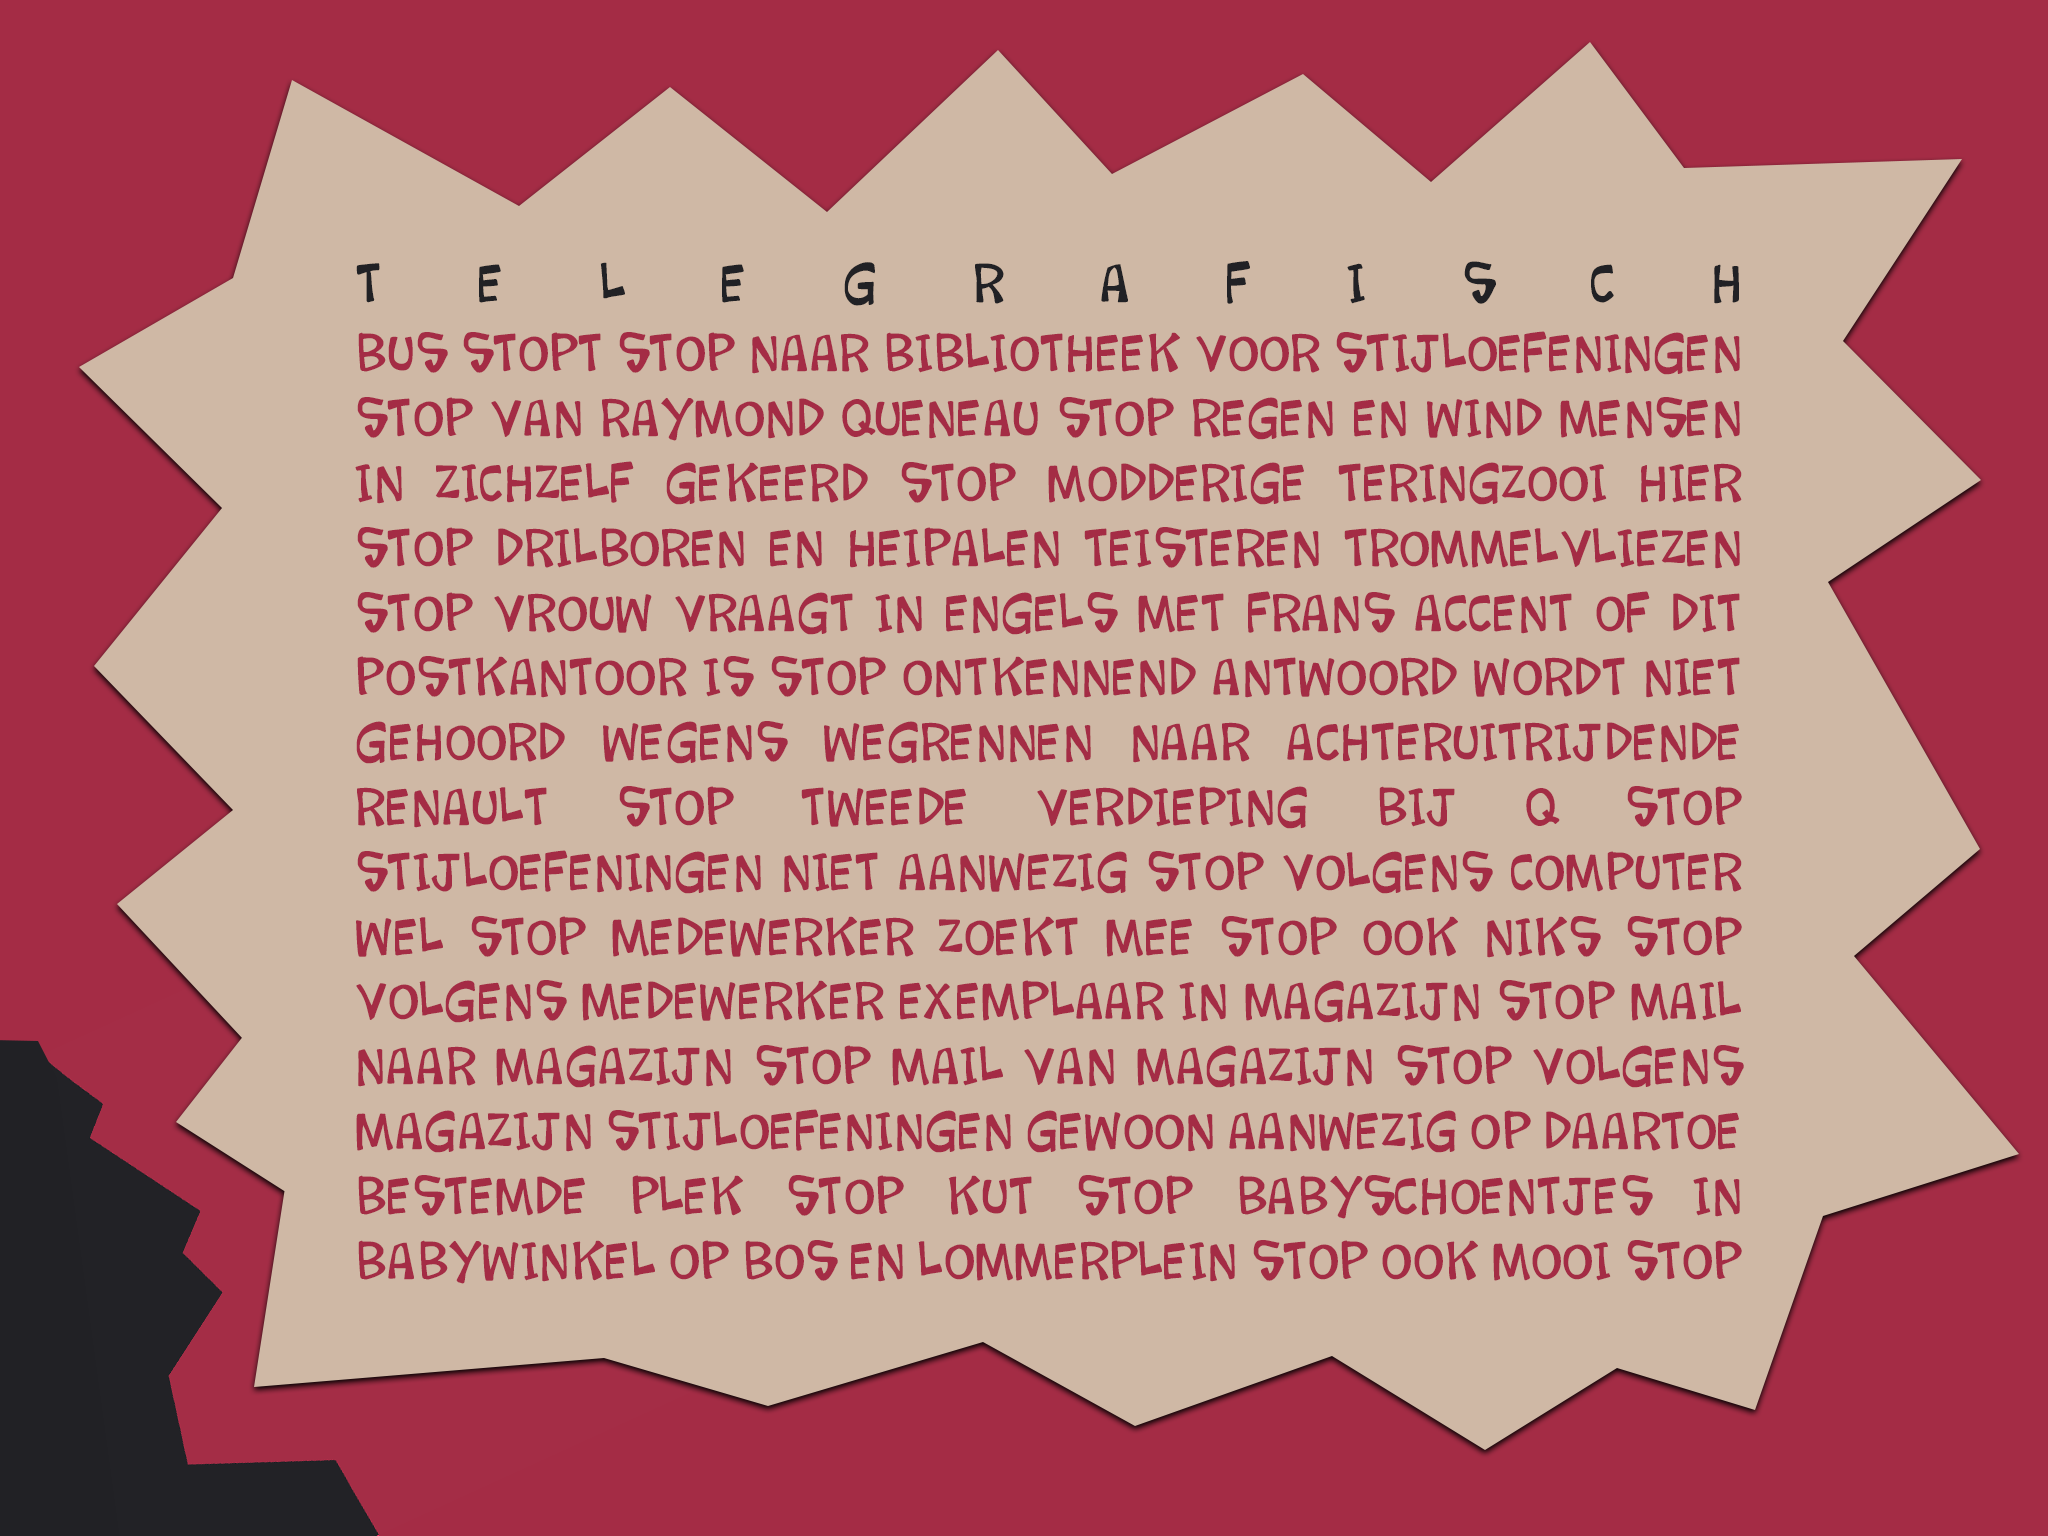 TELEGRAFISCH
BUS STOPT STOP NAAR BIBLIOTHEEK VOOR STIJLOEFENINGEN
STOP VAN RAYMOND QUENEAU STOP REGEN EN WIND MENSEN
IN ZICHZELF GEKEERD STOP MODDERIGE TERINGZOOI HIER
STOP DRILBOREN EN HEIPALEN TEISTEREN TROMMELVLIEZEN
STOP VROUW VRAAGT IN ENGELS MET FRANS ACCENT OF DIT
POSTKANTOOR IS STOP ONTKENNEND ANTWOORD WORDT NIET
GEHOORD WEGENS WEGRENNEN NAAR ACHTERUITRIJDENDE
RENAULT STOP TWEEDE VERDIEPING BIJ Q STOP
STIJLOEFENINGEN NIET AANWEZIG STOP VOLGENS COMPUTER
WEL STOP MEDEWERKER ZOEKT MEE STOP OOK NIKS STOP
VOLGENS MEDEWERKER EXEMPLAAR IN MAGAZIJN STOP MAIL
NAAR MAGAZIJN STOP MAIL VAN MAGAZIJN STOP VOLGENS
MAGAZIJN STIJLOEFENINGEN GEWOON AANWEZIG OP DAARTOE
BESTEMDE PLEK STOP KUT STOP BABYSCHOENTJES IN
BABYWINKEL OP BOS EN LOMMERPLEIN STOP OOK MOOI STOP